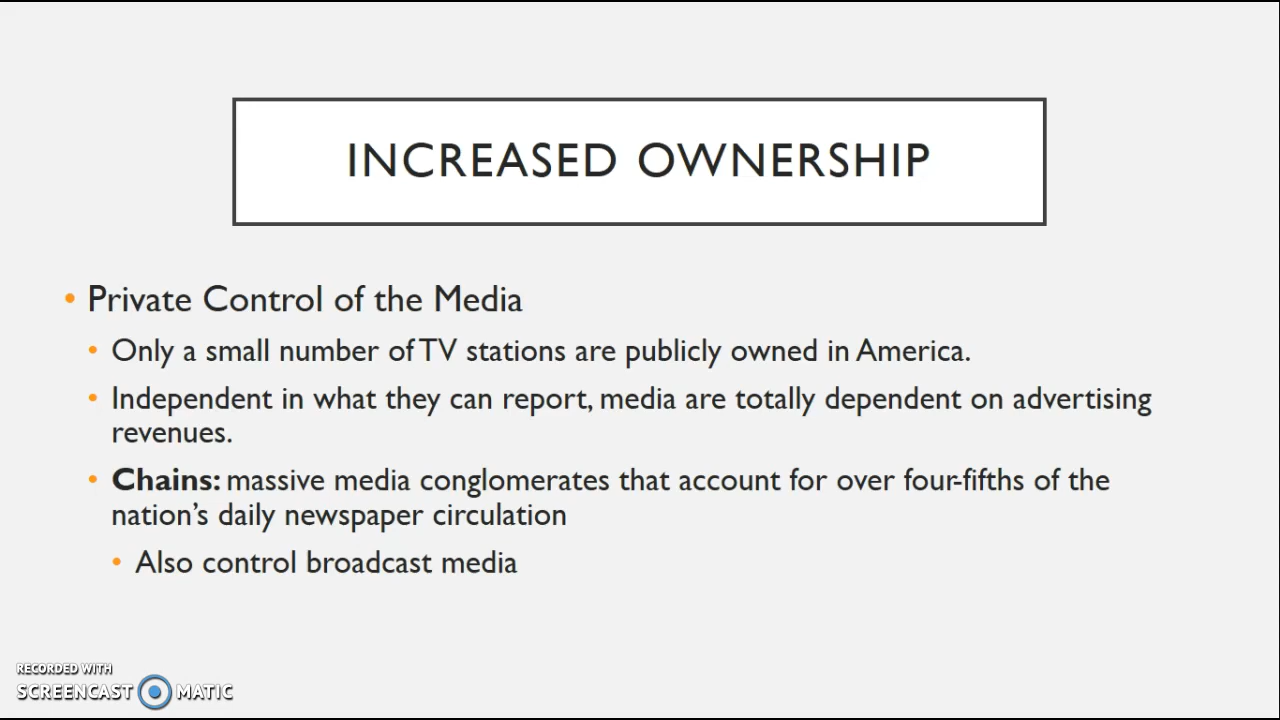 INCREASED OWNERSHIP
• Private Control of the Media
• Only a small number of TV stations are publicly owned in America.
• Independent in what they can report, media are totally dependent on advertising
revenues.
• Chains: massive media conglomerates that account for over four-fifths of the
nation's daily newspaper circulation
• Also control broadcast media
RECORDED WITH
SCREENCAST MATIC